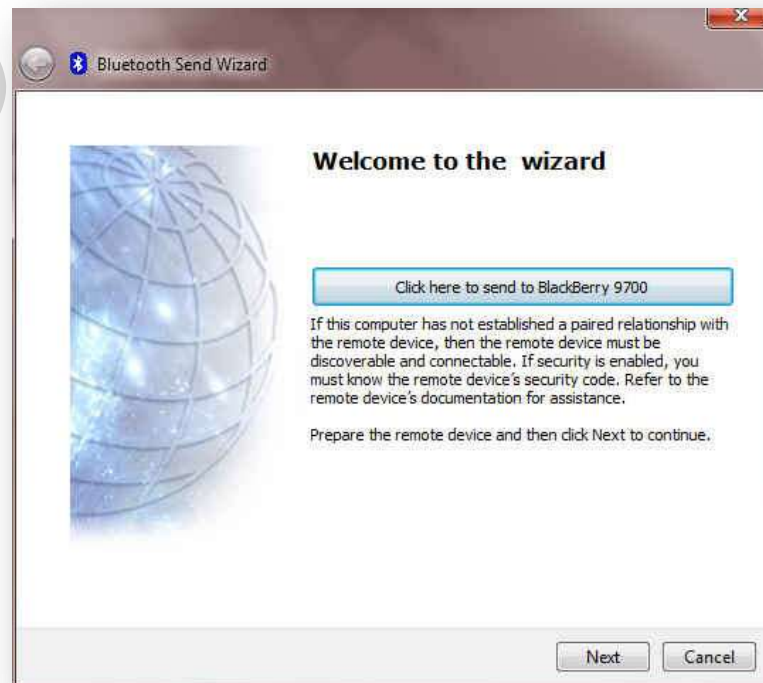 Bluetooth Send Wizard
Welcome to the wizard
Click here to send to BlackBerry 9700
If this computer has not established a paired relationship with
the remote device, then the remote device must be
discoverable and connectable. If security is enabled, you
must know the remote device's security code. Refer to the
remote device's documentation for assistance.
Prepare the remote device and then click Next to continue.
Next
Cancel